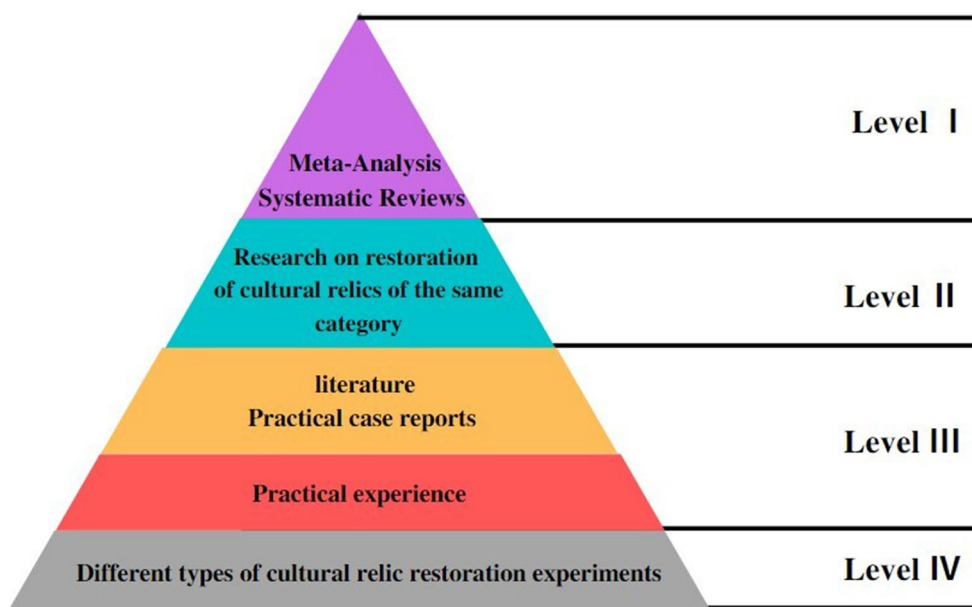 Meta-Analysis
Systematic Reviews
Level I
Research on restoration
of cultural relics of the same
category
Level II
literature
Practical case reports
Level III
Practical experience
Different types of cultural relic restoration experiments
Level IV